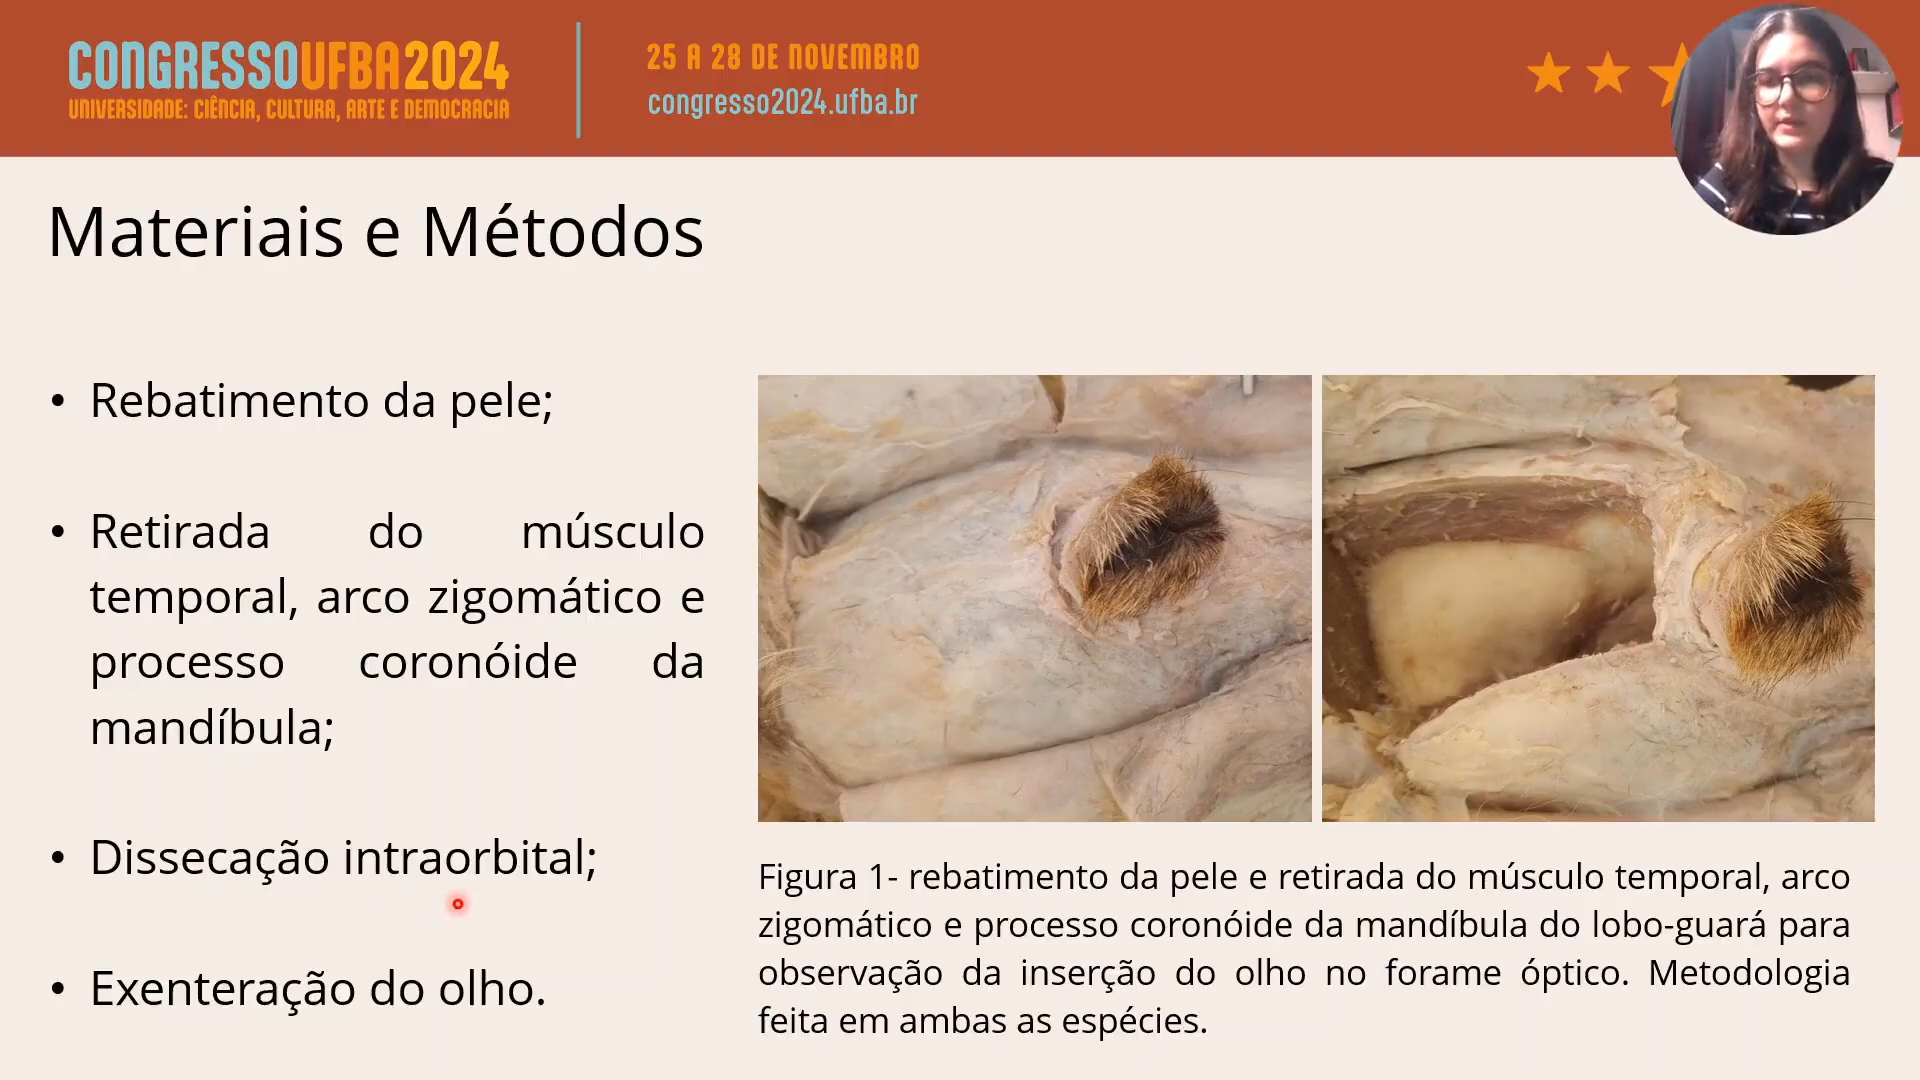 CONGRESSOUFBA2024
UNIVERSIDADE: CIÊNCIA, CULTURA, ARTE E DEMOCRACIA
25 A 28 DE NOVEMBRO
congresso2024.ufba.br
Materiais e Métodos
• Rebatimento da pele;
• Retirada do músculo
temporal, arco zigomático e
processo coronóide da
mandíbula;
• Dissecação intraorbital;
• Exenteração do olho.
Figura 1- rebatimento da pele e retirada do músculo temporal, arco
zigomático e processo coronóide da mandíbula do lobo-guará para
observação da inserção do olho no forame óptico. Metodologia
feita em ambas as espécies.